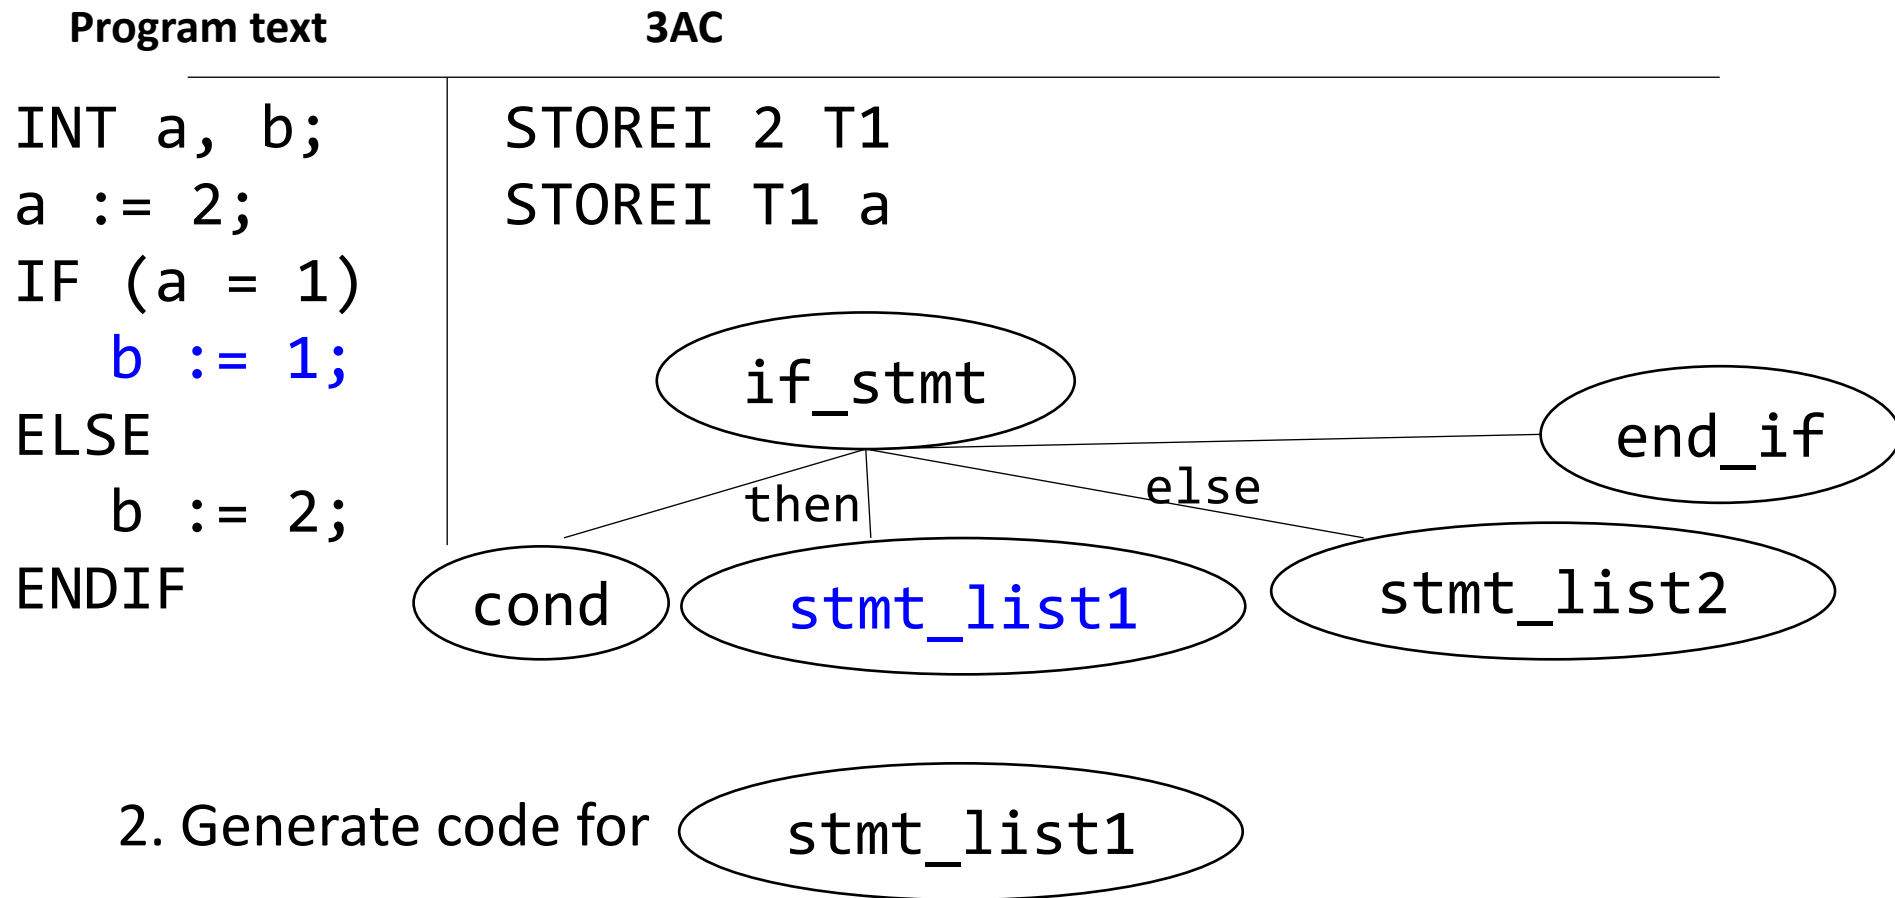 Program text 3AC
INT a, b; STOREI 2 T1
a := 2; STOREI T1 a
IF (a = 1)
b := 1;
ELSE
b := 2;
ENDIF
if_stmt
end_if
then
else
cond
stmt_list1
stmt_list2
2. Generate code for stmt_list1